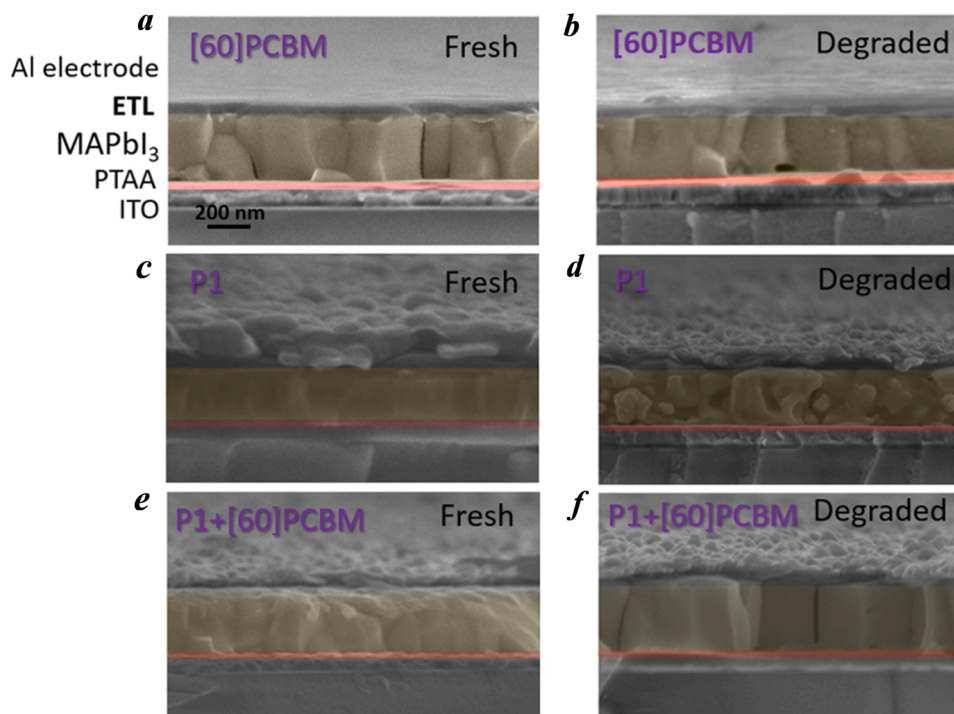 a
[60]PCBM Fresh
b
[60]PCBM Degraded
Al electrode
ETL
MAPbI₃
PTAA
ITO
200 nm
c
P1 Fresh
d
P1 Degraded
e
P1+[60]PCBM Fresh
f
P1+[60]PCBM Degraded